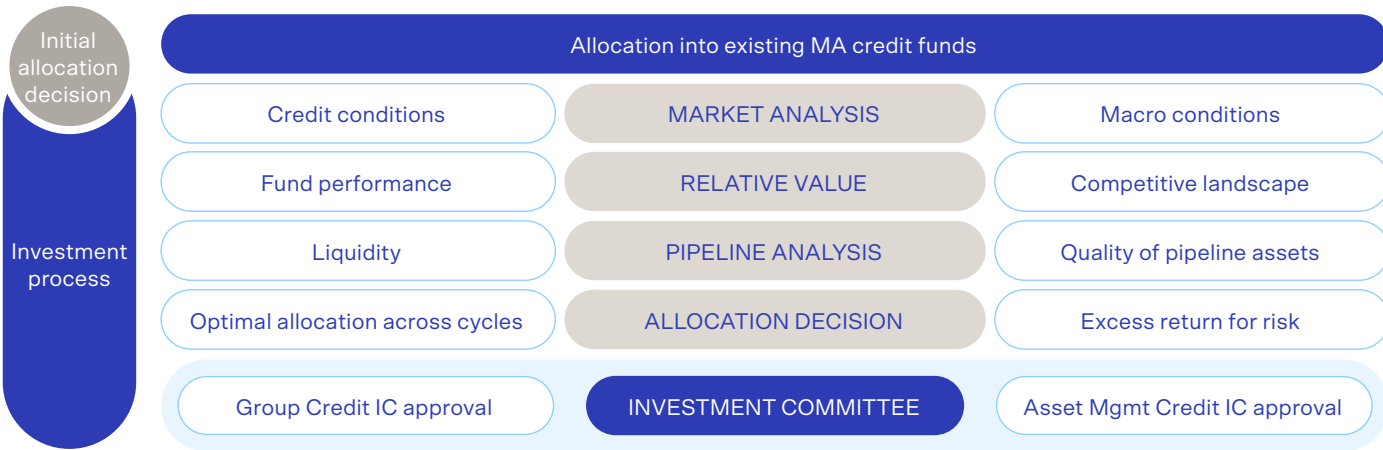 Initial
allocation
decision
Allocation into existing MA credit funds
Credit conditions
MARKET ANALYSIS
Macro conditions
Fund performance
RELATIVE VALUE
Competitive landscape
Investment
process
Liquidity
PIPELINE ANALYSIS
Quality of pipeline assets
Optimal allocation across cycles
ALLOCATION DECISION
Excess return for risk
Group Credit IC approval
INVESTMENT COMMITTEE
Asset Mgmt Credit IC approval